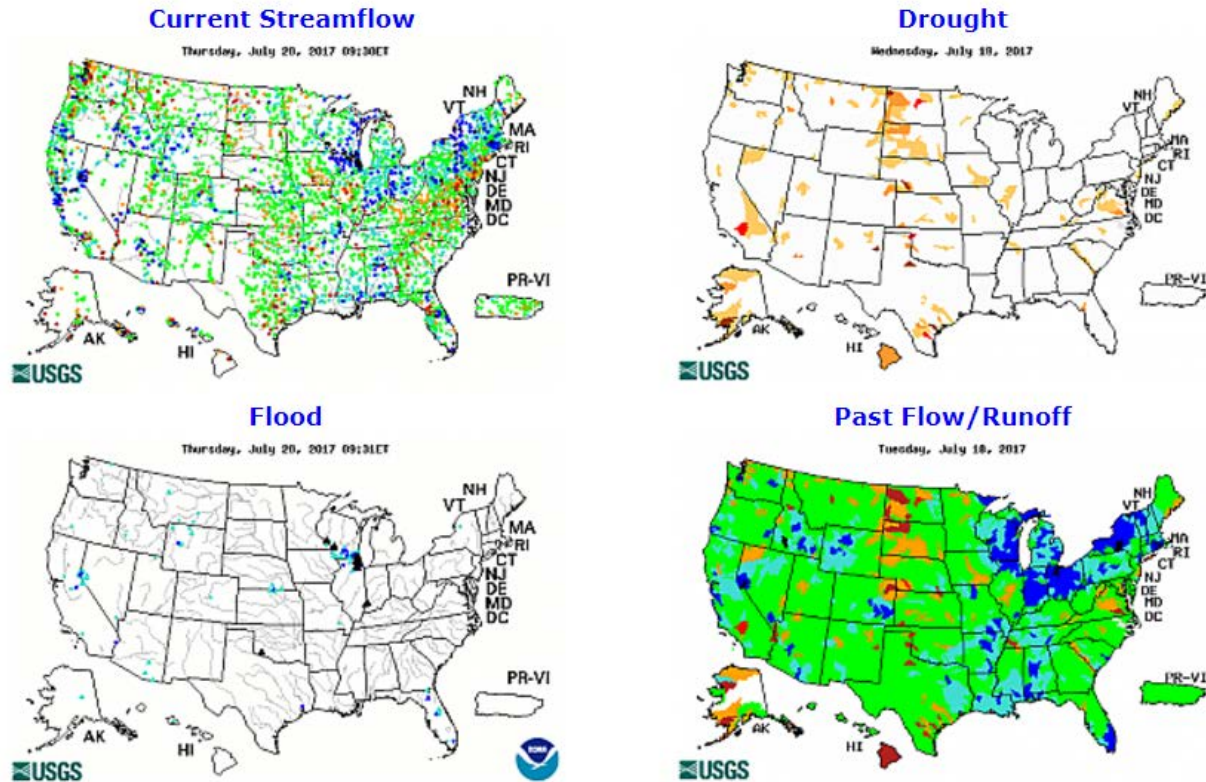 Current Streamflow
Thursday, July 20, 2017 09:30ET
NH
VT
MA
RI
CT
NJ
DE
MD
DC
PR-VI
AK
HI
USGS
Drought
Wednesday, July 19, 2017
NH
VT
MA
RI
CT
NJ
DE
MD
DC
PR-VI
AK
HI
USGS
Flood
Thursday, July 20, 2017 09:31ET
NH
VT
MA
RI
CT
NJ
DE
MD
DC
PR-VI
AK
HI
USGS
NOAA
Past Flow/Runoff
Tuesday, July 18, 2017
NH
VT
MA
RI
CT
NJ
DE
MD
DC
PR-VI
AK
HI
USGS